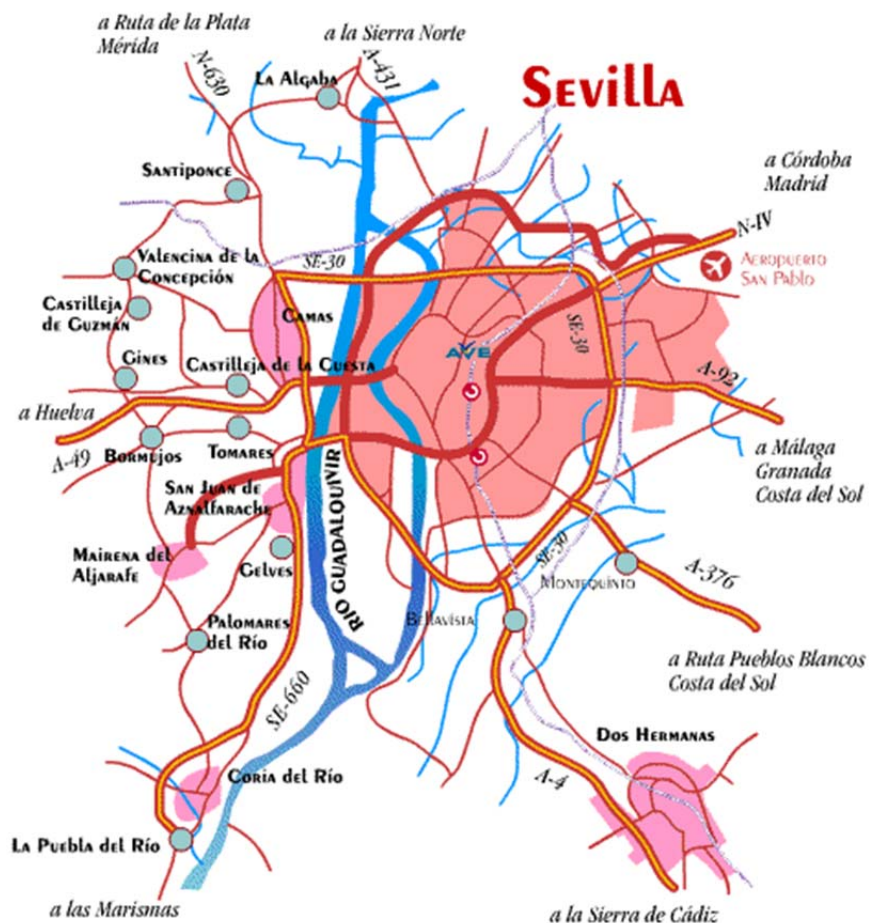 a Ruta de la Plata
Mérida
a la Sierra Norte
N-630
LA ALGABA
A-431
SEVILLA
SANTIPONCE
a Córdoba
Madrid
N-IV
SE-30
VALENCINA DE LA
CONCEPCIÓN
AEROPUERTO
SAN PABLO
CASTILLEJA
DE GUZMÁN
CAMAS
SE-30
AVE
GINES
CASTILLEJA DE LA CUESTA
A-92
a Huelva
A-49
BORMUJOS
TOMARES
a Málaga
Granada
Costa del Sol
SAN JUAN DE
AZNALFARACHE
RIO GUADALQUIVIR
MAIRENA DEL
ALJARAFE
GELVES
SE-30
MONTEQUINTO
A-376
BELLAVISTA
PALOMARES
DEL RÍO
a Ruta Pueblos Blancos
Costa del Sol
SE-660
DOS HERMANAS
CORIA DEL RÍO
A-4
LA PUEBLA DEL RÍO
a las Marismas
a la Sierra de Cádiz